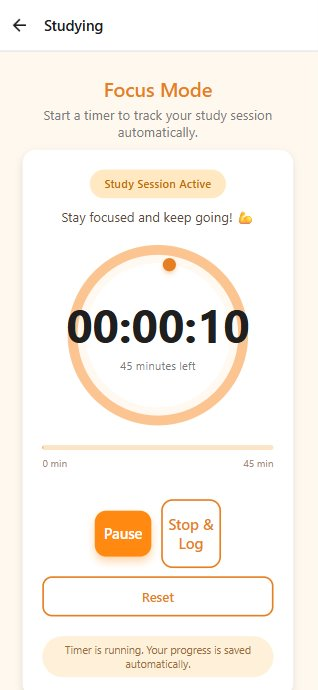 Studying
Focus Mode
Start a timer to track your study session
automatically.
Study Session Active
Stay focused and keep going! 💪
00:00:10
45 minutes left
0 min
45 min
Pause
Stop &
Log
Reset
Timer is running. Your progress is saved
automatically.